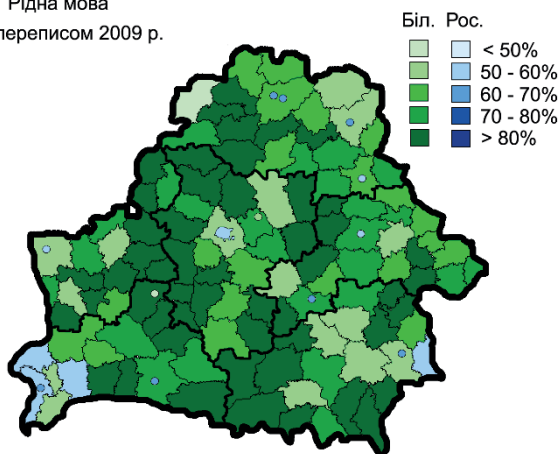 Рідна мова
переписом 2009 р.
Біл. Рос.
< 50%
50 - 60%
60 - 70%
70 - 80%
> 80%